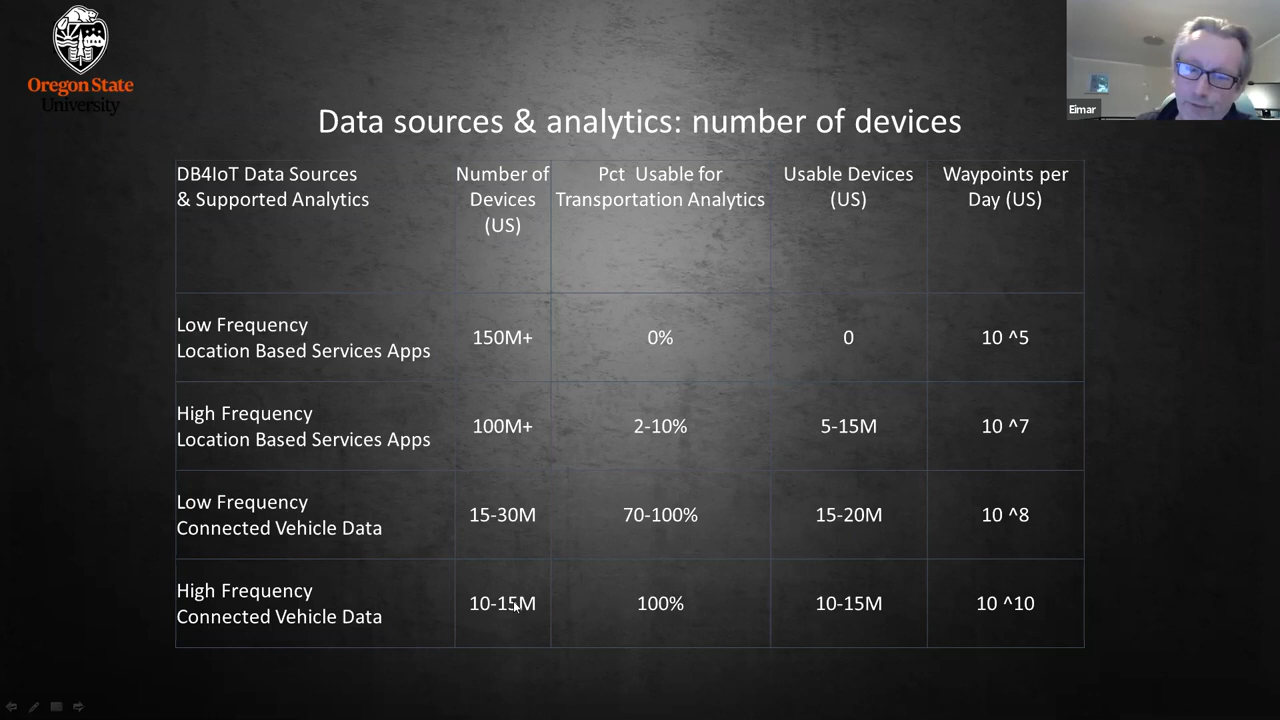 Oregon State
University
Eimar
Data sources & analytics: number of devices
DB4IoT Data Sources
& Supported Analytics
Number of
Devices
(US)
Pct Usable for
Transportation Analytics
Usable Devices
(US)
Waypoints per
Day (US)
Low Frequency
Location Based Services Apps
150M+
0%
0
10 ^5
High Frequency
Location Based Services Apps
100M+
2-10%
5-15M
10 ^7
Low Frequency
Connected Vehicle Data
15-30M
70-100%
15-20M
10 ^8
High Frequency
Connected Vehicle Data
10-15M
100%
10-15M
10 ^10